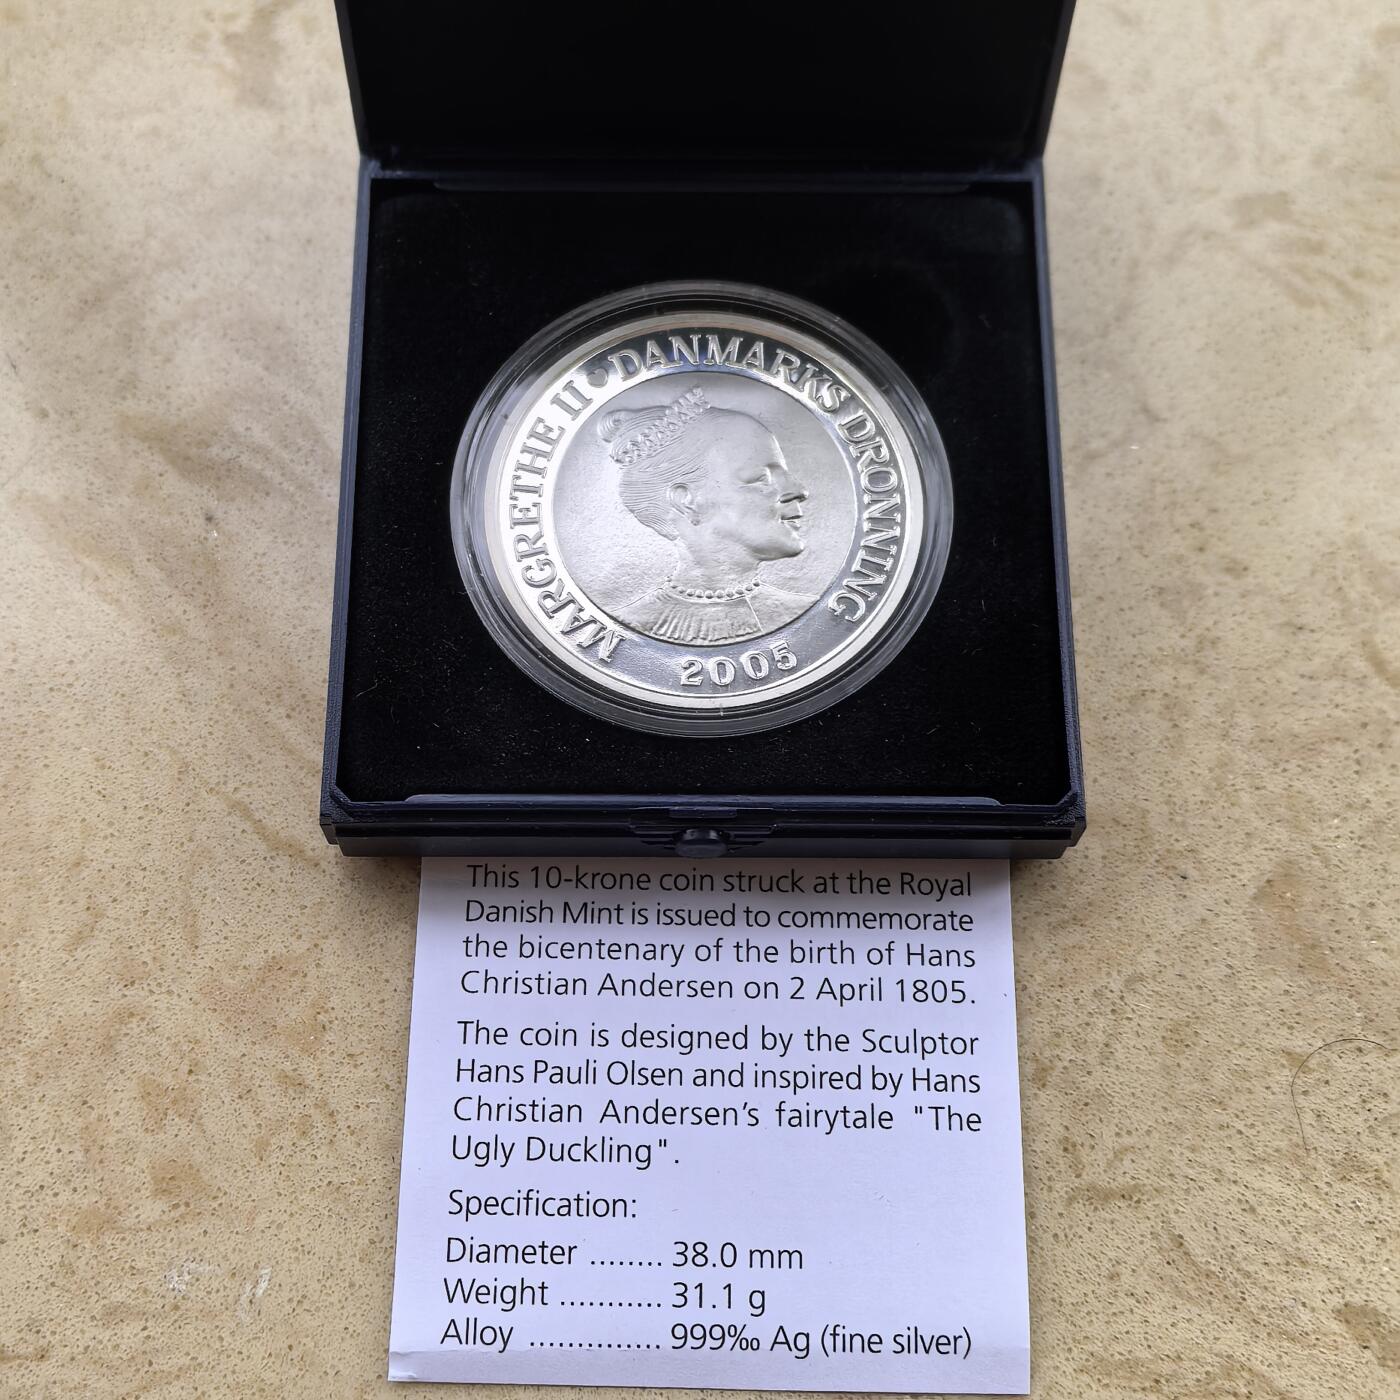 MARGRETHE II ♥ DANMARKS DRONNING
2005
This 10-krone coin struck at the Royal
Danish Mint is issued to commemorate
the bicentenary of the birth of Hans
Christian Andersen on 2 April 1805.
The coin is designed by the Sculptor
Hans Pauli Olsen and inspired by Hans
Christian Andersen's fairytale "The
Ugly Duckling".
Specification:
Diameter ........ 38.0 mm
Weight ........... 31.1 g
Alloy .............. 999‰ Ag (fine silver)